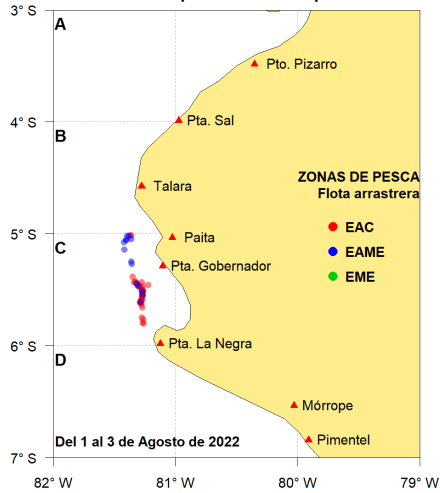 3° S
A
Pto. Pizarro
4° S
Pta. Sal
B
ZONAS DE PESCA
Flota arrastrera
Talara
EAC
5° S
Paita
C
EAME
Pta. Gobernador
EME
6° S
Pta. La Negra
D
Mórrope
Del 1 al 3 de Agosto de 2022
Pimentel
7° S
82° W
81° W
80° W
79° W